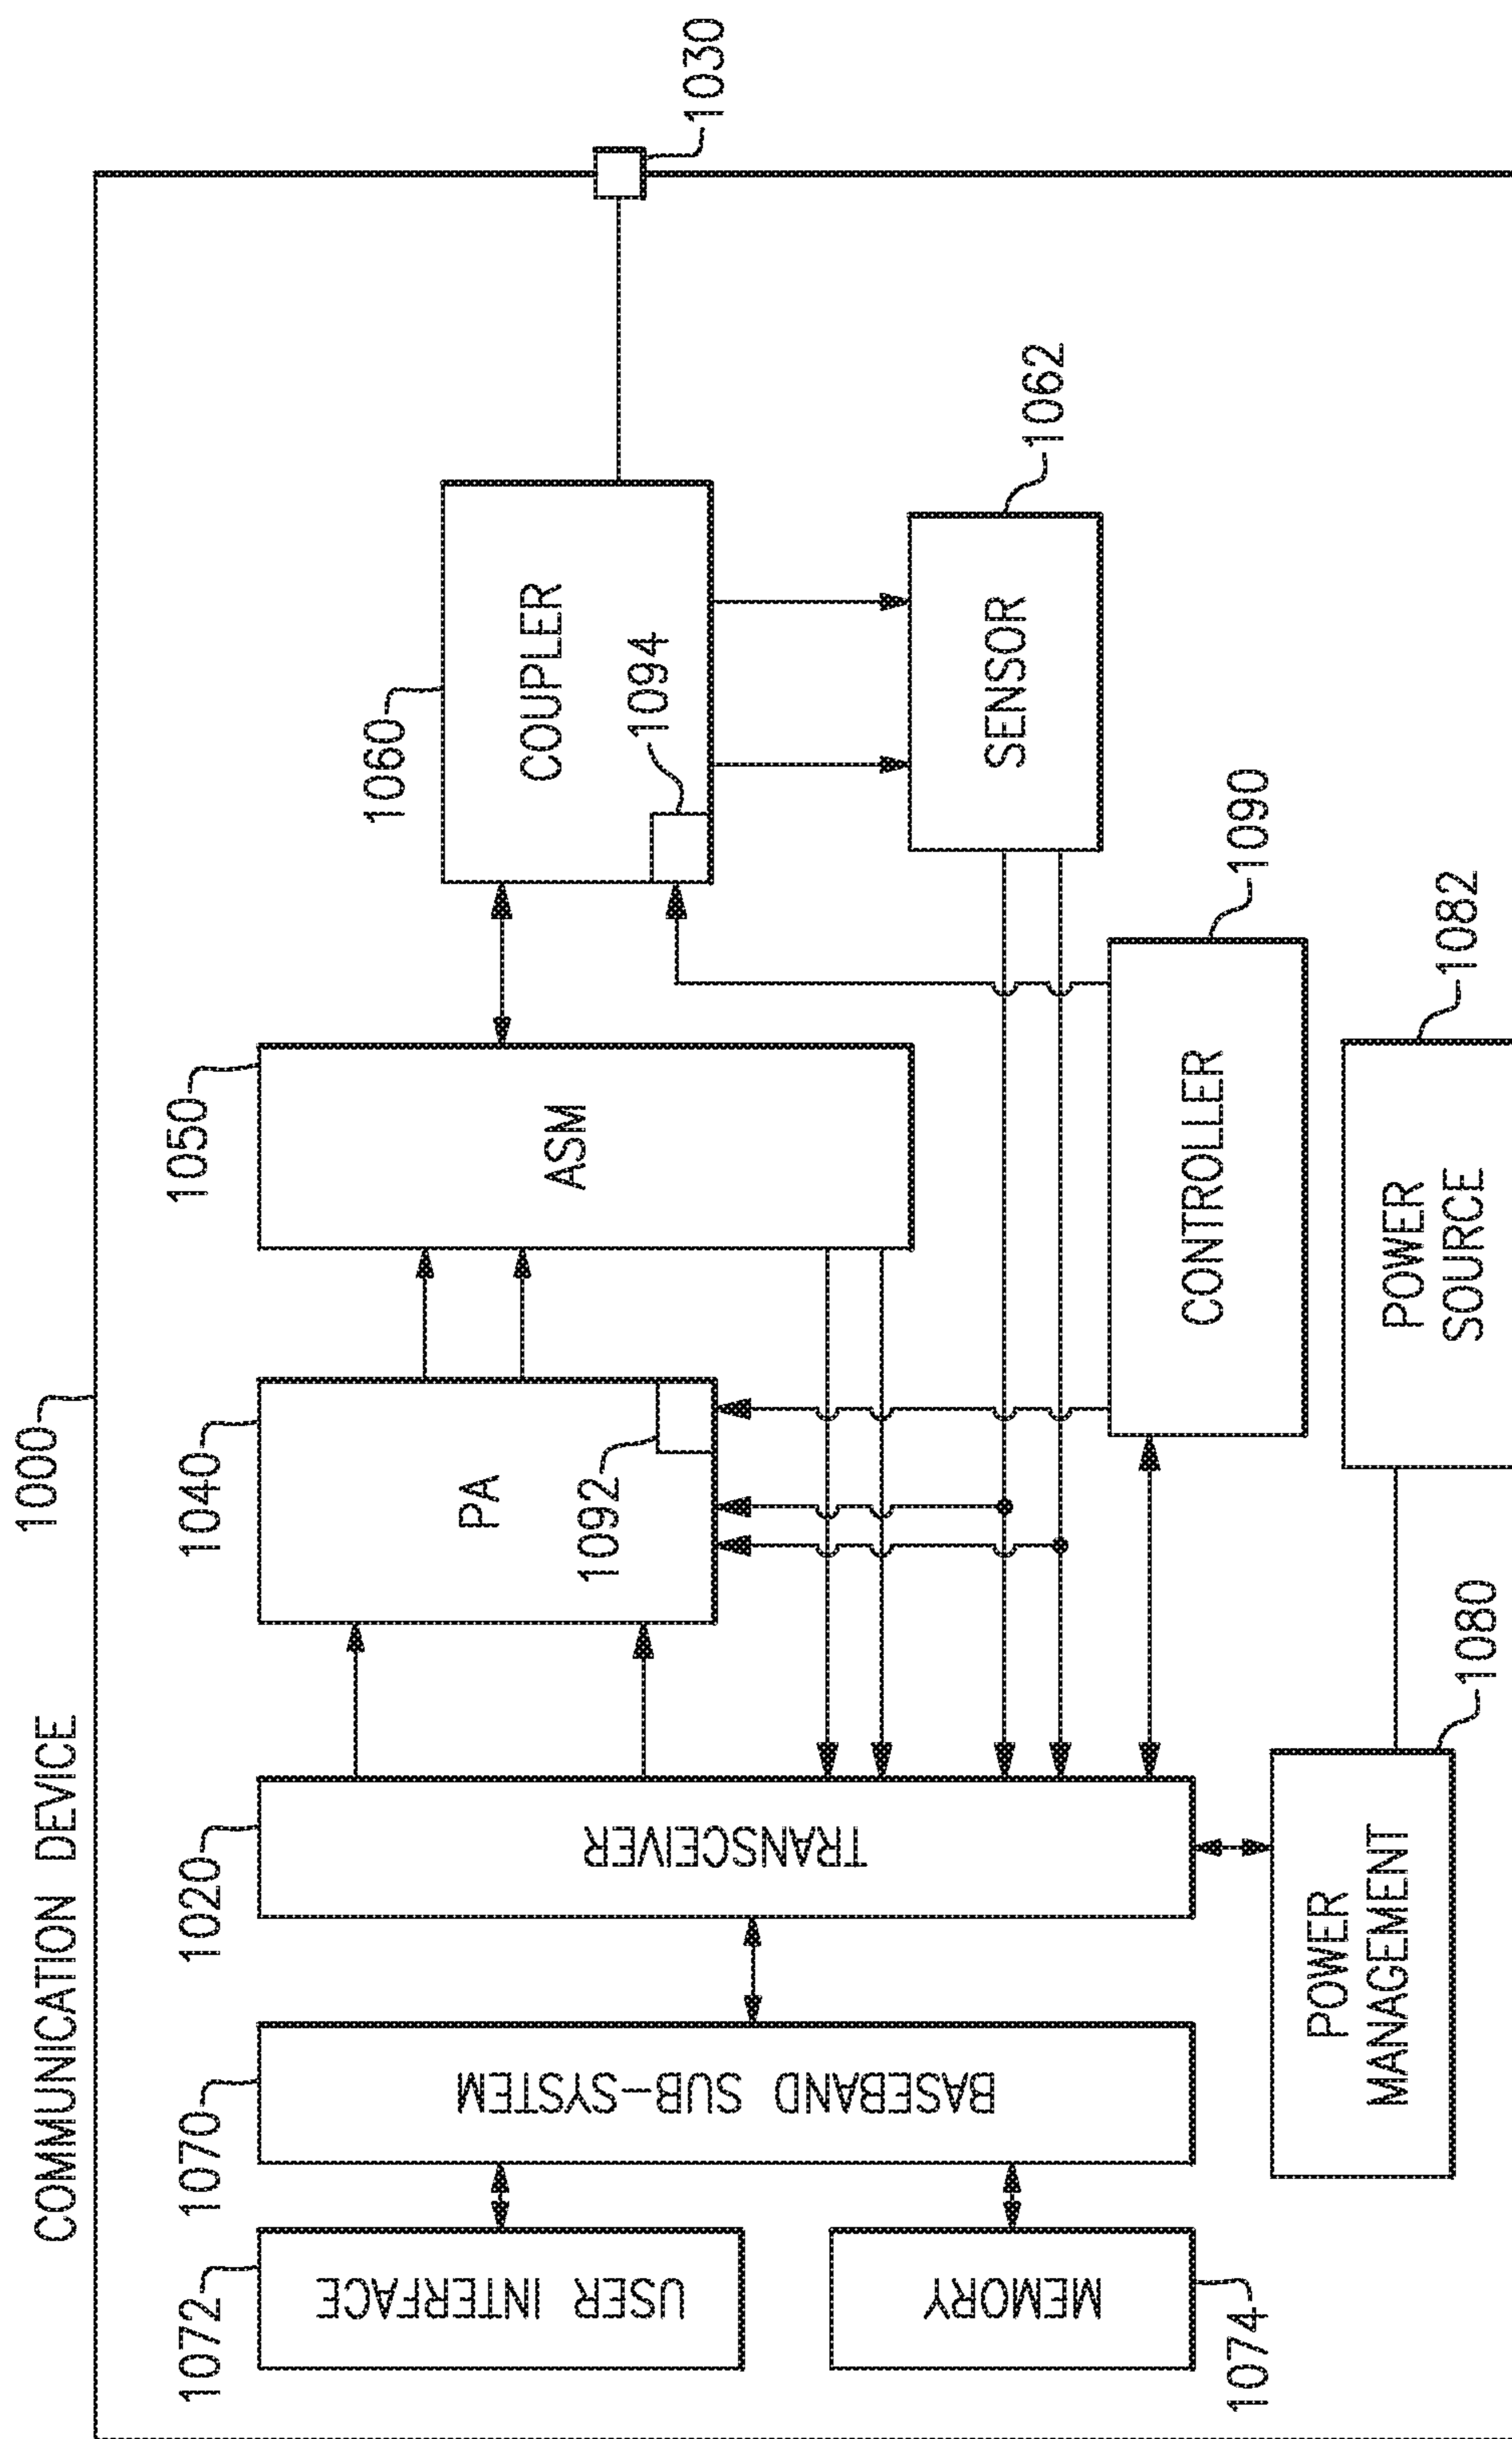 COMMUNICATION DEVICE
1000
1072
USER INTERFACE
1070
BASEBAND SUB-SYSTEM
1020
TRANSCEIVER
1040
PA
1092
1050
ASM
1060
COUPLER
1094
1030
MEMORY
1074
SENSOR
1062
CONTROLLER
1090
POWER
MANAGEMENT
1080
POWER
SOURCE
1082